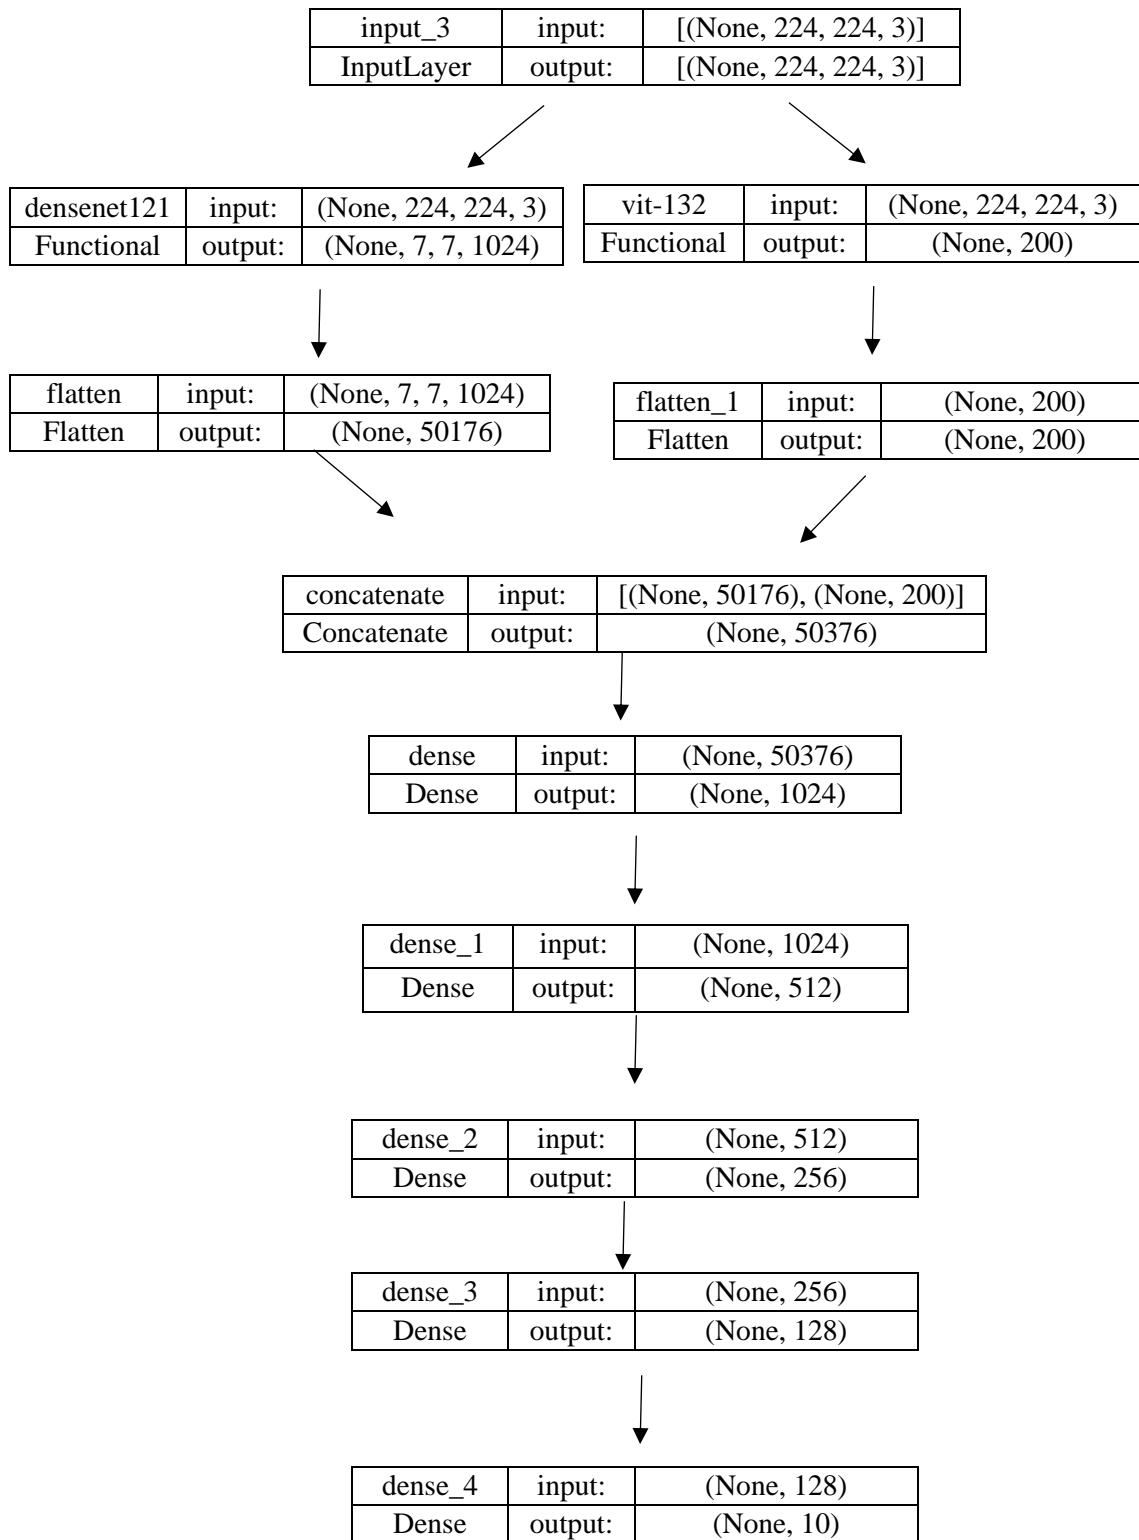 input_3 input: [(None, 224, 224, 3)]
InputLayer output: [(None, 224, 224, 3)]
densenet121 input: (None, 224, 224, 3)
Functional output: (None, 7, 7, 1024)
vit-132 input: (None, 224, 224, 3)
Functional output: (None, 200)
flatten input: (None, 7, 7, 1024)
Flatten output: (None, 50176)
flatten_1 input: (None, 200)
Flatten output: (None, 200)
concatenate input: [(None, 50176), (None, 200)]
Concatenate output: (None, 50376)
dense input: (None, 50376)
Dense output: (None, 1024)
dense_1 input: (None, 1024)
Dense output: (None, 512)
dense_2 input: (None, 512)
Dense output: (None, 256)
dense_3 input: (None, 256)
Dense output: (None, 128)
dense_4 input: (None, 128)
Dense output: (None, 10)